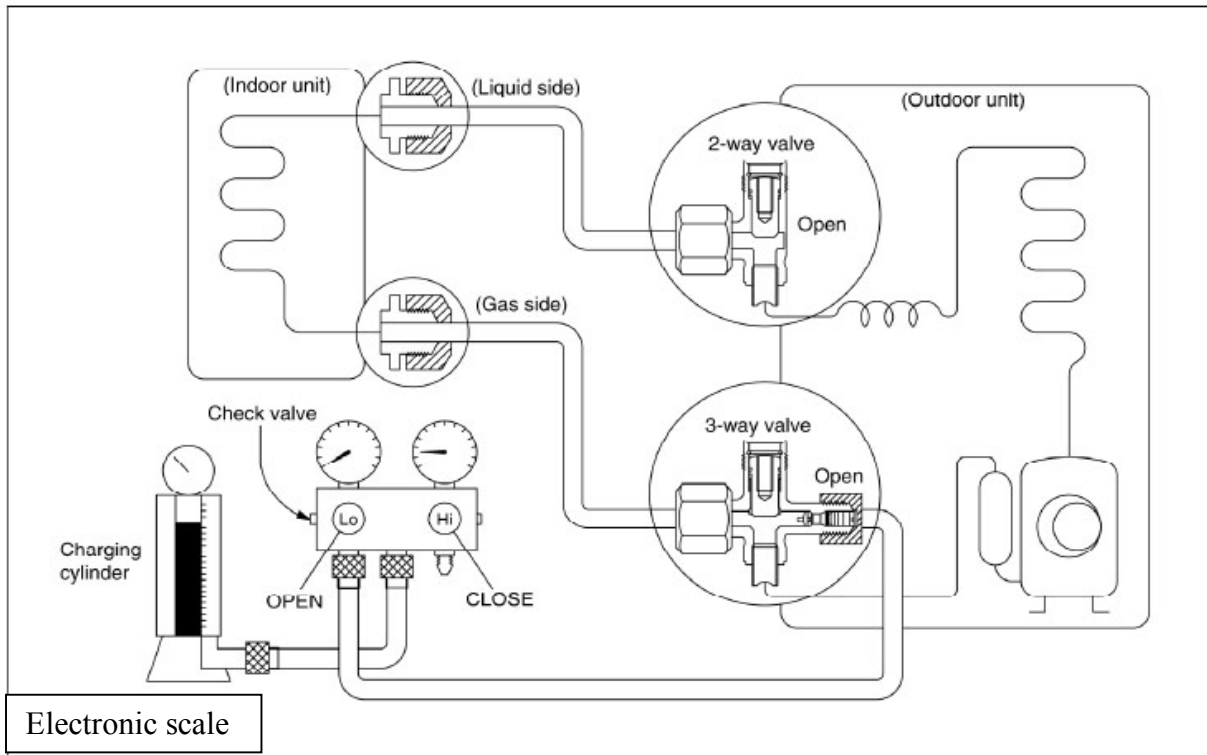 (Indoor unit)
(Liquid side)
(Outdoor unit)
2-way valve
Open
(Gas side)
Check valve
3-way valve
Open
Lo
Hi
Charging
cylinder
OPEN
CLOSE
Electronic scale